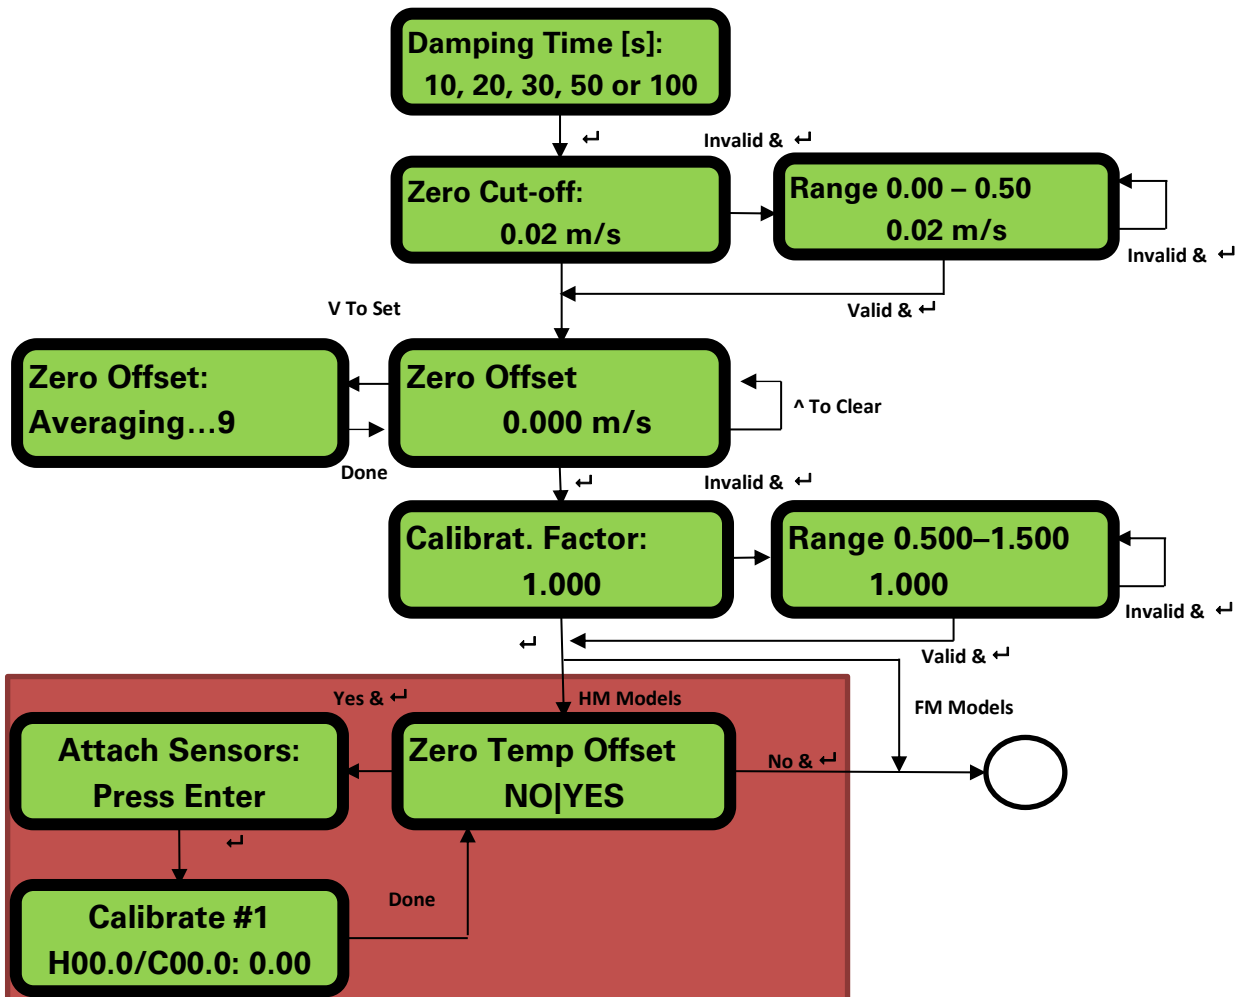 Damping Time [s]:
10, 20, 30, 50 or 100
↵
Invalid & ↵
Zero Cut-off:
0.02 m/s
Range 0.00 – 0.50
0.02 m/s
Invalid & ↵
V To Set
Valid & ↵
Zero Offset:
Averaging...9
Zero Offset
0.000 m/s
^ To Clear
Done
↵
Invalid & ↵
Calibrat. Factor:
1.000
Range 0.500–1.500
1.000
Invalid & ↵
↵
Valid & ↵
Yes & ↵
HM Models
FM Models
Attach Sensors:
Press Enter
Zero Temp Offset
NO|YES
No & ↵
↵
Calibrate #1
H00.0/C00.0: 0.00
Done